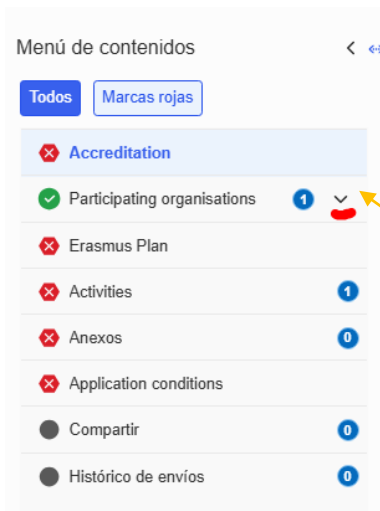 Menú de contenidos
Todos Marcas rojas
Accreditation
Participating organisations 1
Erasmus Plan
Activities 1
Anexos 0
Application conditions
Compartir 0
Histórico de envíos 0